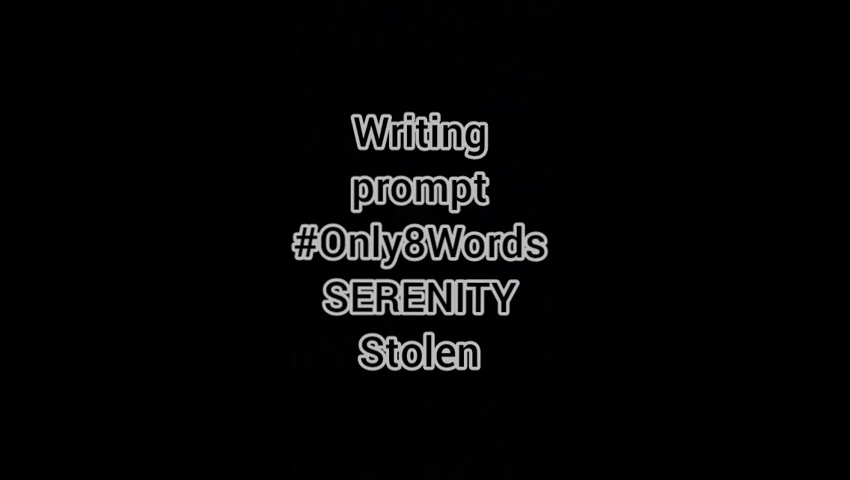 Writing
prompt
#Only8Words
SERENITY
Stolen